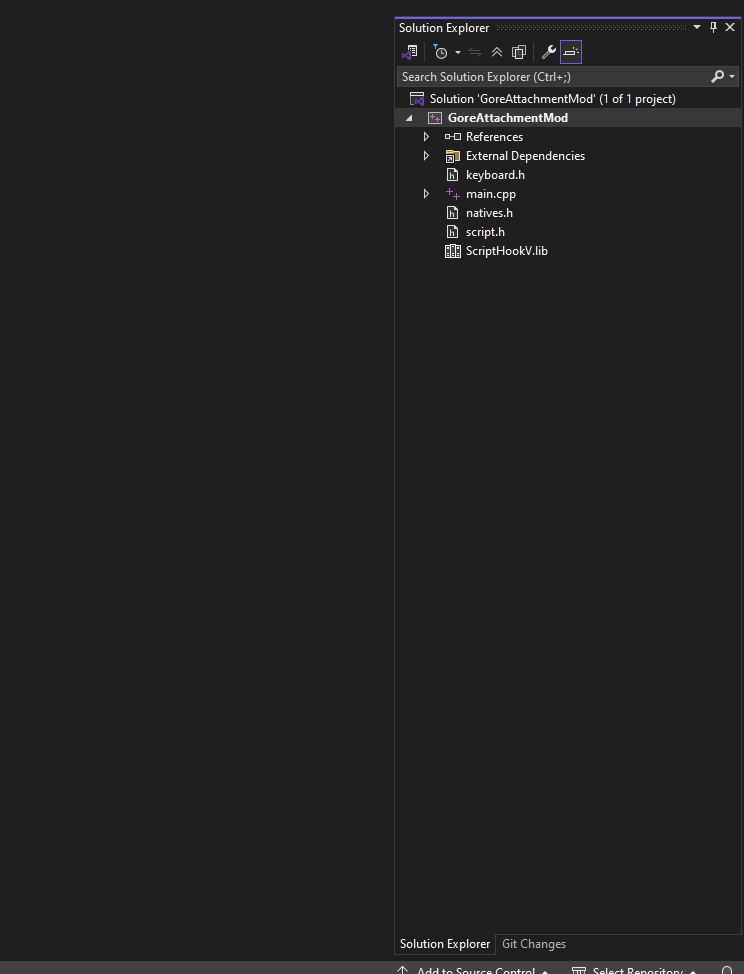 Solution Explorer
Search Solution Explorer (Ctrl+;)
Solution 'GoreAttachmentMod' (1 of 1 project)
GoreAttachmentMod
References
External Dependencies
keyboard.h
main.cpp
natives.h
script.h
ScriptHookV.lib
Solution Explorer Git Changes
Add to Source Control Select Repository